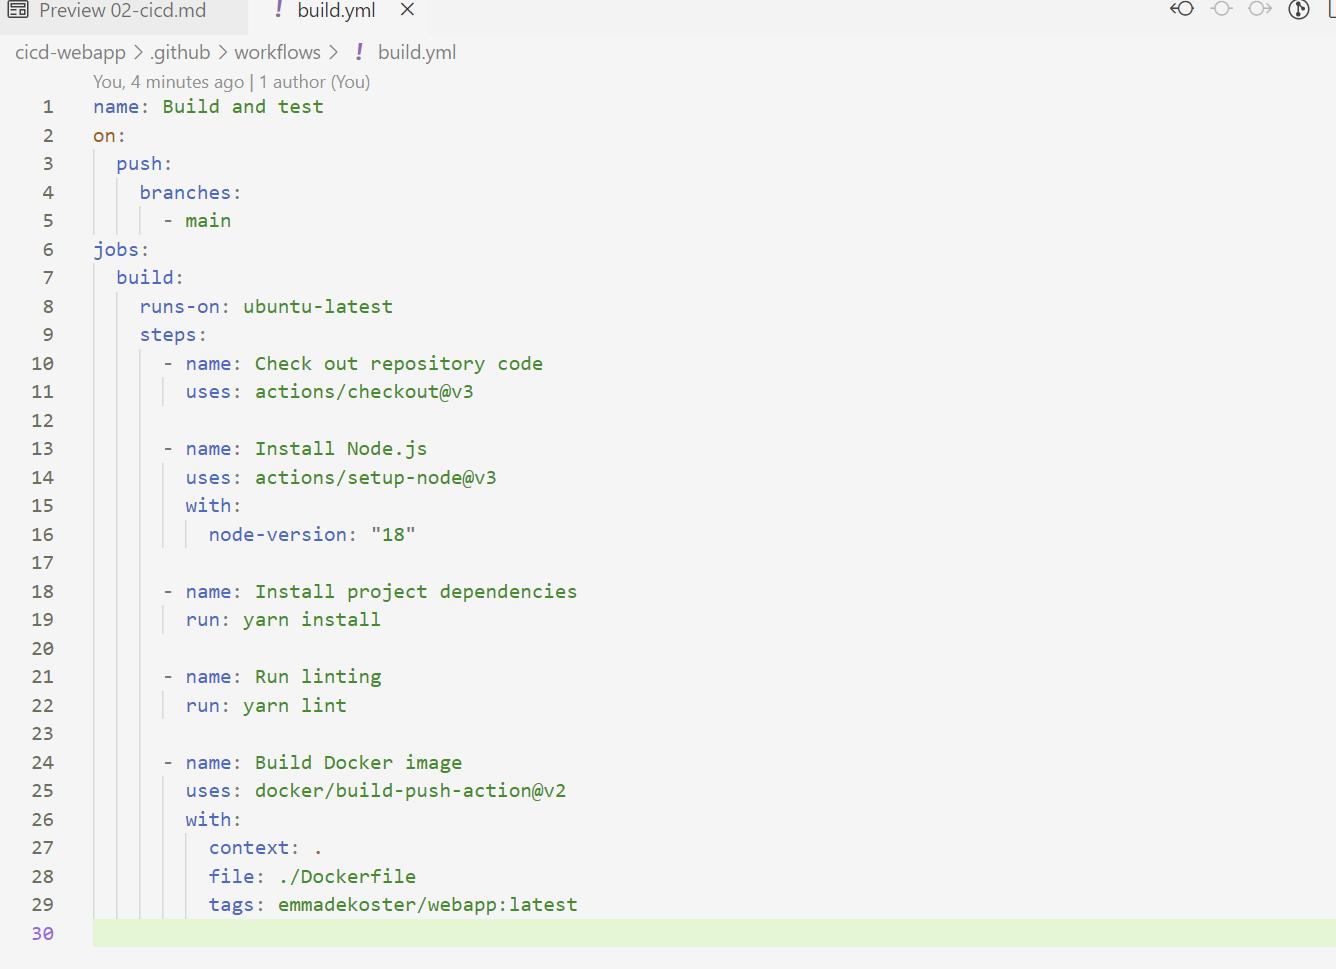 Preview 02-cicd.md ! build.yml ×
cicd-webapp > .github > workflows > ! build.yml
You, 4 minutes ago | 1 author (You)
1 name: Build and test
2 on:
3 push:
4 branches:
5 - main
6 jobs:
7 build:
8 runs-on: ubuntu-latest
9 steps:
10 - name: Check out repository code
11 uses: actions/checkout@v3
12
13 - name: Install Node.js
14 uses: actions/setup-node@v3
15 with:
16 node-version: "18"
17
18 - name: Install project dependencies
19 run: yarn install
20
21 - name: Run linting
22 run: yarn lint
23
24 - name: Build Docker image
25 uses: docker/build-push-action@v2
26 with:
27 context: .
28 file: ./Dockerfile
29 tags: emmadekoster/webapp:latest
30